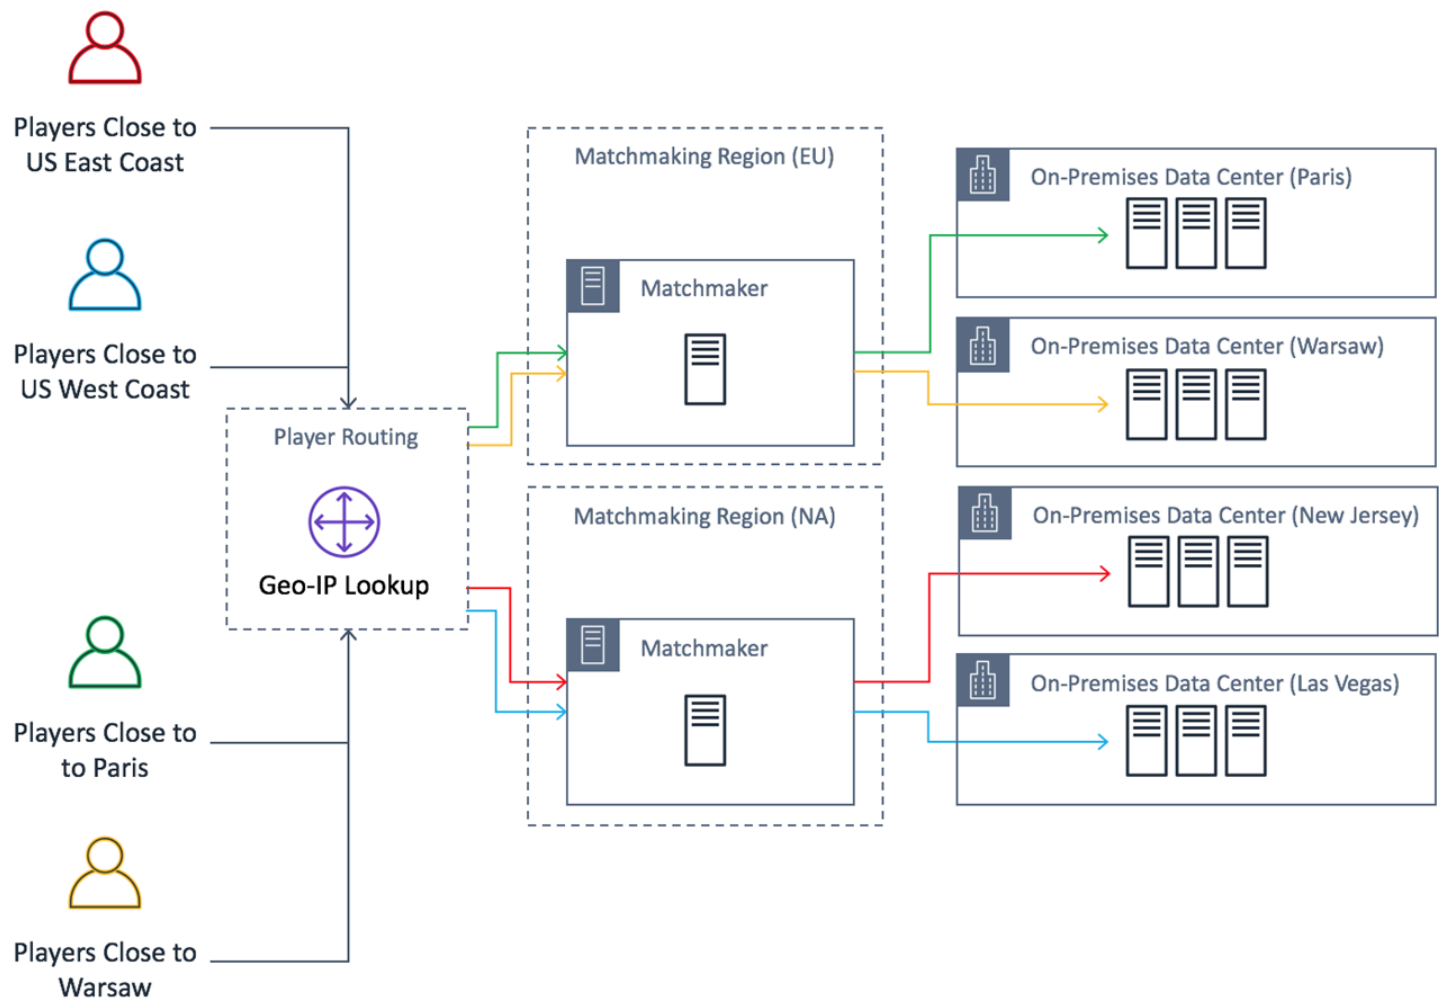 Players Close to
US East Coast
Players Close to
US West Coast
Player Routing
Geo-IP Lookup
Players Close to
to Paris
Players Close to
Warsaw
Matchmaking Region (EU)
Matchmaker
Matchmaking Region (NA)
Matchmaker
On-Premises Data Center (Paris)
On-Premises Data Center (Warsaw)
On-Premises Data Center (New Jersey)
On-Premises Data Center (Las Vegas)